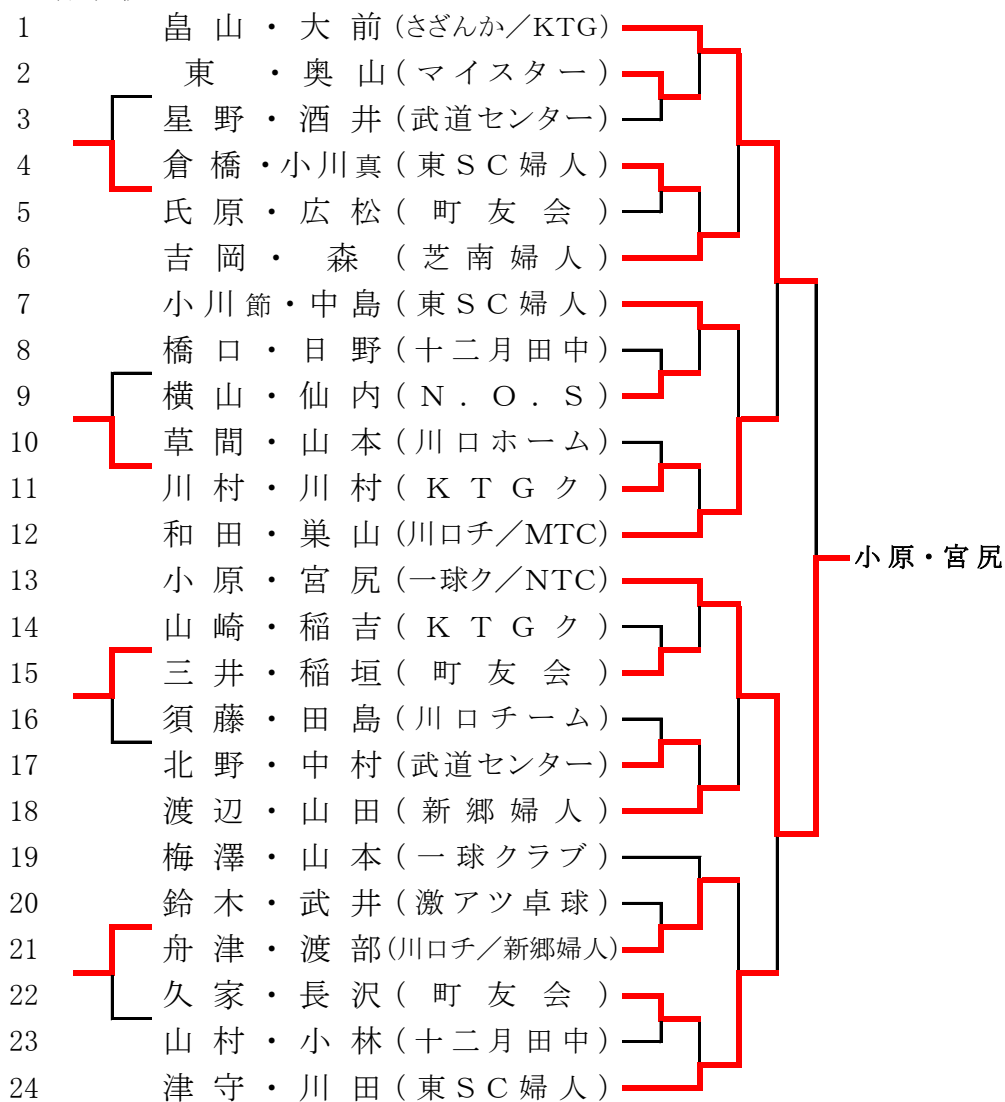 1 畠山・大前(さざんか／KTG)
2 東・奥山(マイスター)
3 星野・酒井(武道センター)
4 倉橋・小川真(東SC婦人)
5 氏原・広松(町友会)
6 吉岡・森(芝南婦人)
7 小川節・中島(東SC婦人)
8 橋口・日野(十二月田中)
9 横山・仙内(N.O.S)
10 草間・山本(川口ホーム)
11 川村・川村(KTGク)
12 和田・巣山(川口チ／MTC)
小原・宮尻
13 小原・宮尻(一球ク／NTC)
14 山崎・稲吉(KTGク)
15 三井・稲垣(町友会)
16 須藤・田島(川口チーム)
17 北野・中村(武道センター)
18 渡辺・山田(新郷婦人)
19 梅澤・山本(一球クラブ)
20 鈴木・武井(激アツ卓球)
21 舟津・渡部(川口チ／新郷婦人)
22 久家・長沢(町友会)
23 山村・小林(十二月田中)
24 津守・川田(東SC婦人)